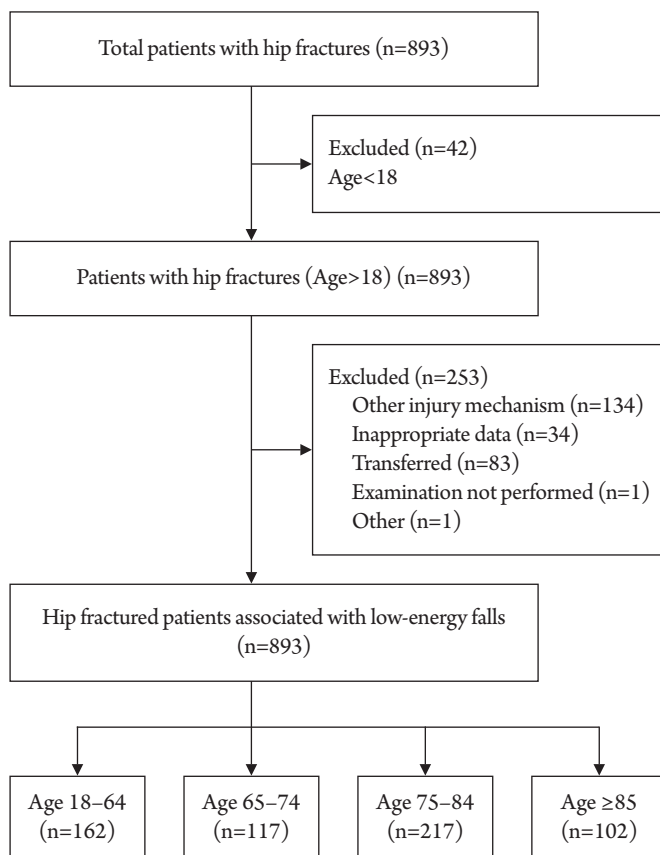 Total patients with hip fractures (n=893)
Excluded (n=42)
Age<18
Patients with hip fractures (Age>18) (n=893)
Excluded (n=253)
Other injury mechanism (n=134)
Inappropriate data (n=34)
Transferred (n=83)
Examination not performed (n=1)
Other (n=1)
Hip fractured patients associated with low-energy falls
(n=893)
Age 18–64
(n=162)
Age 65–74
(n=117)
Age 75–84
(n=217)
Age ≥85
(n=102)